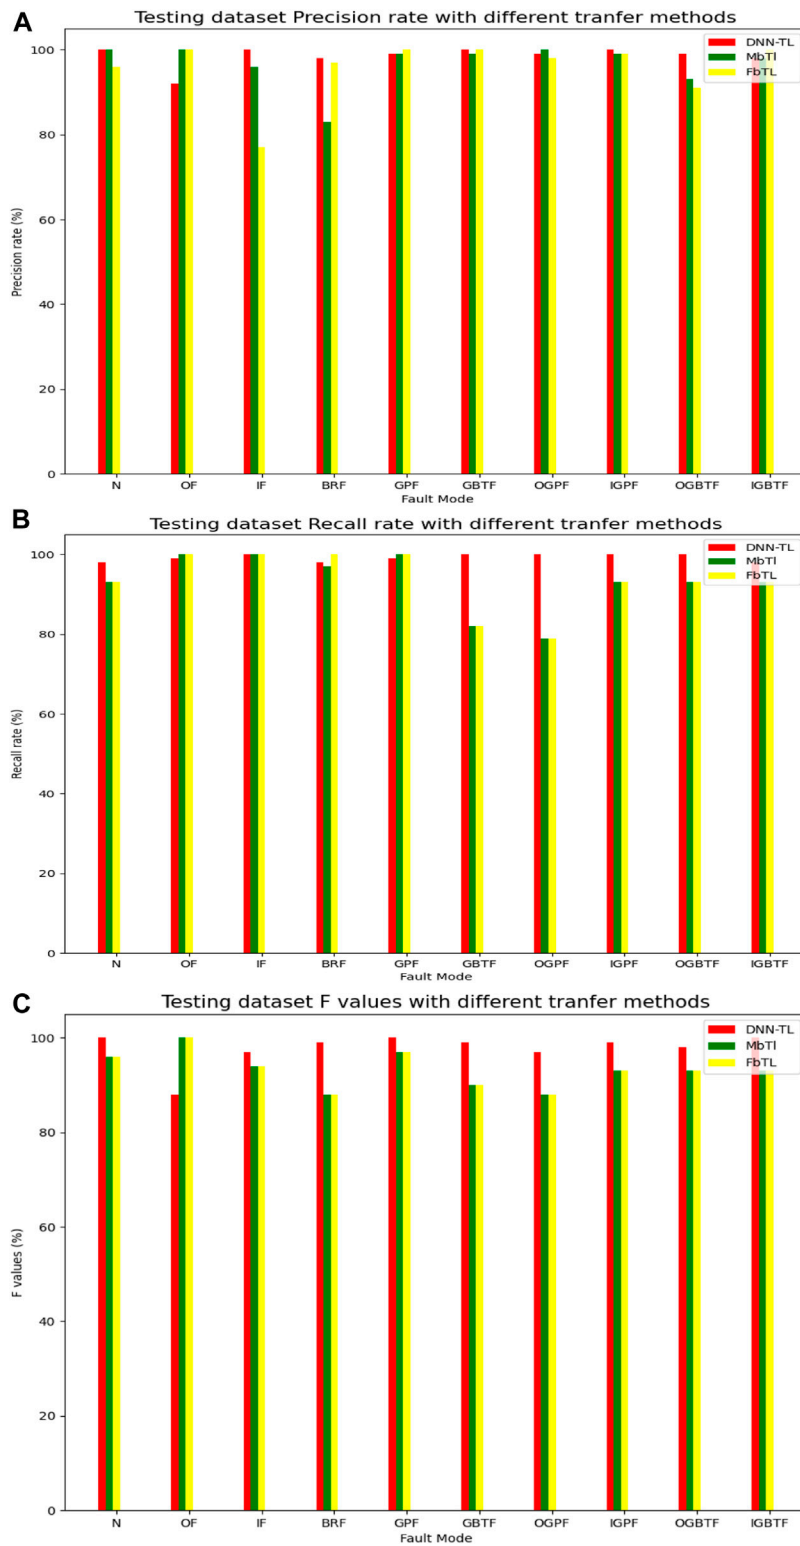 A
Testing dataset Precision rate with different tranfer methods
DNN-TL
MbTl
FbTL
100
80
60
40
20
0
Precision rate (%)
N OF IF BRF GPF GBTF OGPF IGPF OGBTF IGBTF
Fault Mode
B
Testing dataset Recall rate with different tranfer methods
DNN-TL
MbTl
FbTL
100
80
60
40
20
0
Recall rate (%)
N OF IF BRF GPF GBTF OGPF IGPF OGBTF IGBTF
Fault Mode
C
Testing dataset F values with different tranfer methods
DNN-TL
MbTl
FbTL
100
80
60
40
20
0
F values (%)
N OF IF BRF GPF GBTF OGPF IGPF OGBTF IGBTF
Fault Mode